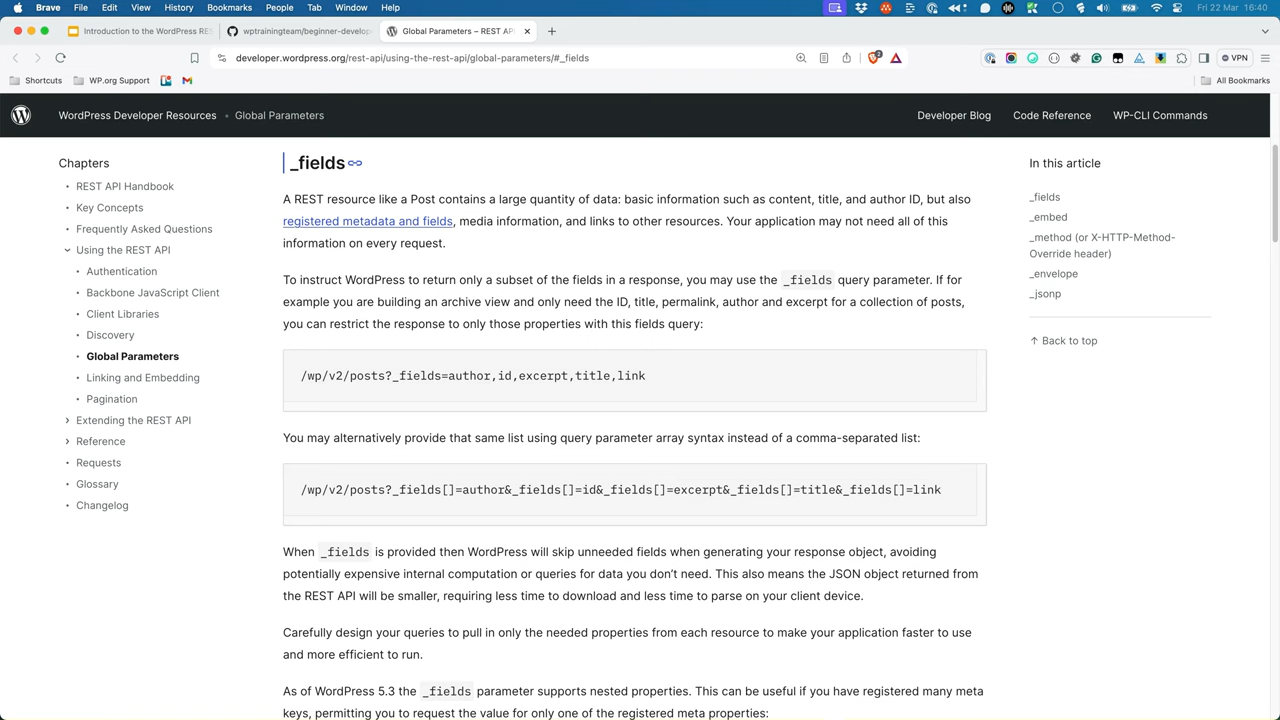 Brave File Edit View History Bookmarks People Tab Window Help
Fri 22 Mar 16:40
Introduction to the WordPress RES
wptrainingteam/beginner-develop
Global Parameters – REST API
developer.wordpress.org/rest-api/using-the-rest-api/global-parameters/#_fields
2
VPN
Shortcuts
WP.org Support
All Bookmarks
WordPress Developer Resources • Global Parameters
Developer Blog Code Reference WP-CLI Commands
Chapters
REST API Handbook
Key Concepts
Frequently Asked Questions
Using the REST API
Authentication
Backbone JavaScript Client
Client Libraries
Discovery
Global Parameters
Linking and Embedding
Pagination
Extending the REST API
Reference
Requests
Glossary
Changelog
_fields
A REST resource like a Post contains a large quantity of data: basic information such as content, title, and author ID, but also
registered metadata and fields, media information, and links to other resources. Your application may not need all of this
information on every request.
To instruct WordPress to return only a subset of the fields in a response, you may use the _fields query parameter. If for
example you are building an archive view and only need the ID, title, permalink, author and excerpt for a collection of posts,
you can restrict the response to only those properties with this fields query:
/wp/v2/posts?_fields=author,id,excerpt,title,link
You may alternatively provide that same list using query parameter array syntax instead of a comma-separated list:
/wp/v2/posts?_fields[]=author&_fields[]=id&_fields[]=excerpt&_fields[]=title&_fields[]=link
When _fields is provided then WordPress will skip unneeded fields when generating your response object, avoiding
potentially expensive internal computation or queries for data you don’t need. This also means the JSON object returned from
the REST API will be smaller, requiring less time to download and less time to parse on your client device.
Carefully design your queries to pull in only the needed properties from each resource to make your application faster to use
and more efficient to run.
As of WordPress 5.3 the _fields parameter supports nested properties. This can be useful if you have registered many meta
keys, permitting you to request the value for only one of the registered meta properties:
In this article
_fields
_embed
_method (or X-HTTP-Method-
Override header)
_envelope
_jsonp
↑ Back to top